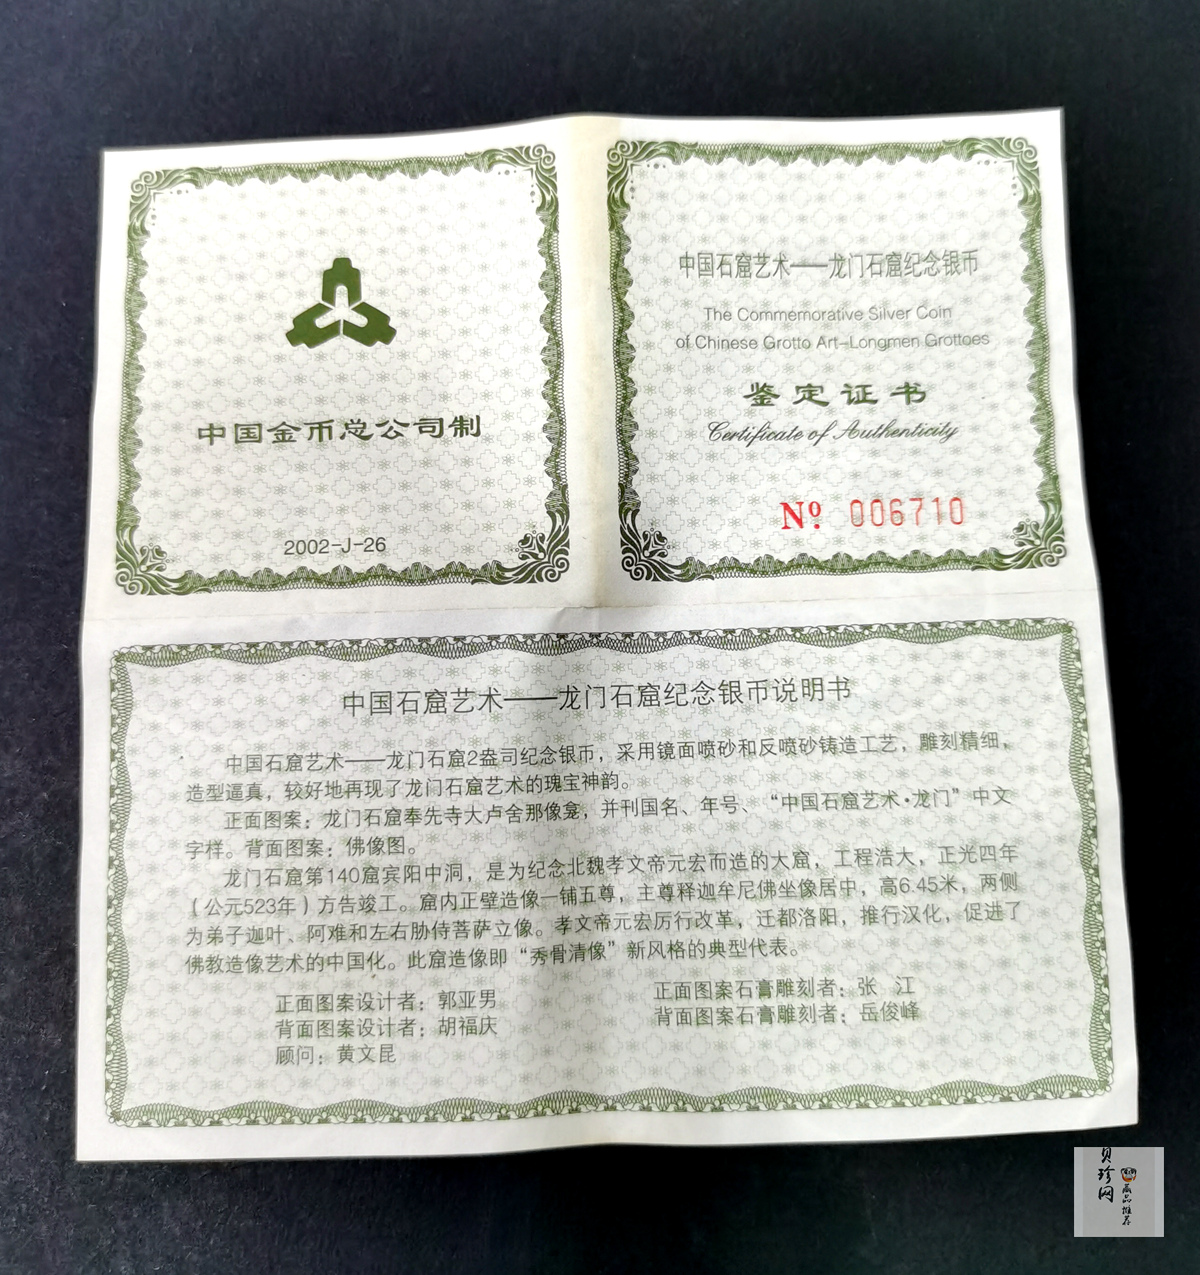 中国金币总公司制
2002-J-26
中国石窟艺术——龙门石窟纪念银币
The Commemorative Silver Coin
of Chinese Grotto Art-Longmen Grottoes
鉴定证书
Certificate of Authenticity
Nº. 006710
中国石窟艺术——龙门石窟纪念银币说明书
中国石窟艺术——龙门石窟2盎司纪念银币，采用镜面喷砂和反喷砂铸造工艺，雕刻精细，
造型逼真，较好地再现了龙门石窟艺术的瑰宝神韵。
正面图案：龙门石窟奉先寺大卢舍那像龛，并刊国名、年号、“中国石窟艺术·龙门”中文
字样。背面图案：佛像图。
龙门石窟第140窟宾阳中洞，是为纪念北魏孝文帝元宏而造的大窟，工程浩大，正光四年
（公元523年）方告竣工。窟内正壁造像一铺五尊，主尊释迦牟尼佛坐像居中，高6.45米，两侧
为弟子迦叶、阿难和左右胁侍菩萨立像。孝文帝元宏厉行改革，迁都洛阳，推行汉化，促进了
佛教造像艺术的中国化。此窟造像即“秀骨清像”新风格的典型代表。
正面图案设计者：郭亚男
正面图案石膏雕刻者：张 江
背面图案设计者：胡福庆
背面图案石膏雕刻者：岳俊峰
顾问：黄文昆
贝珍网
商品推荐